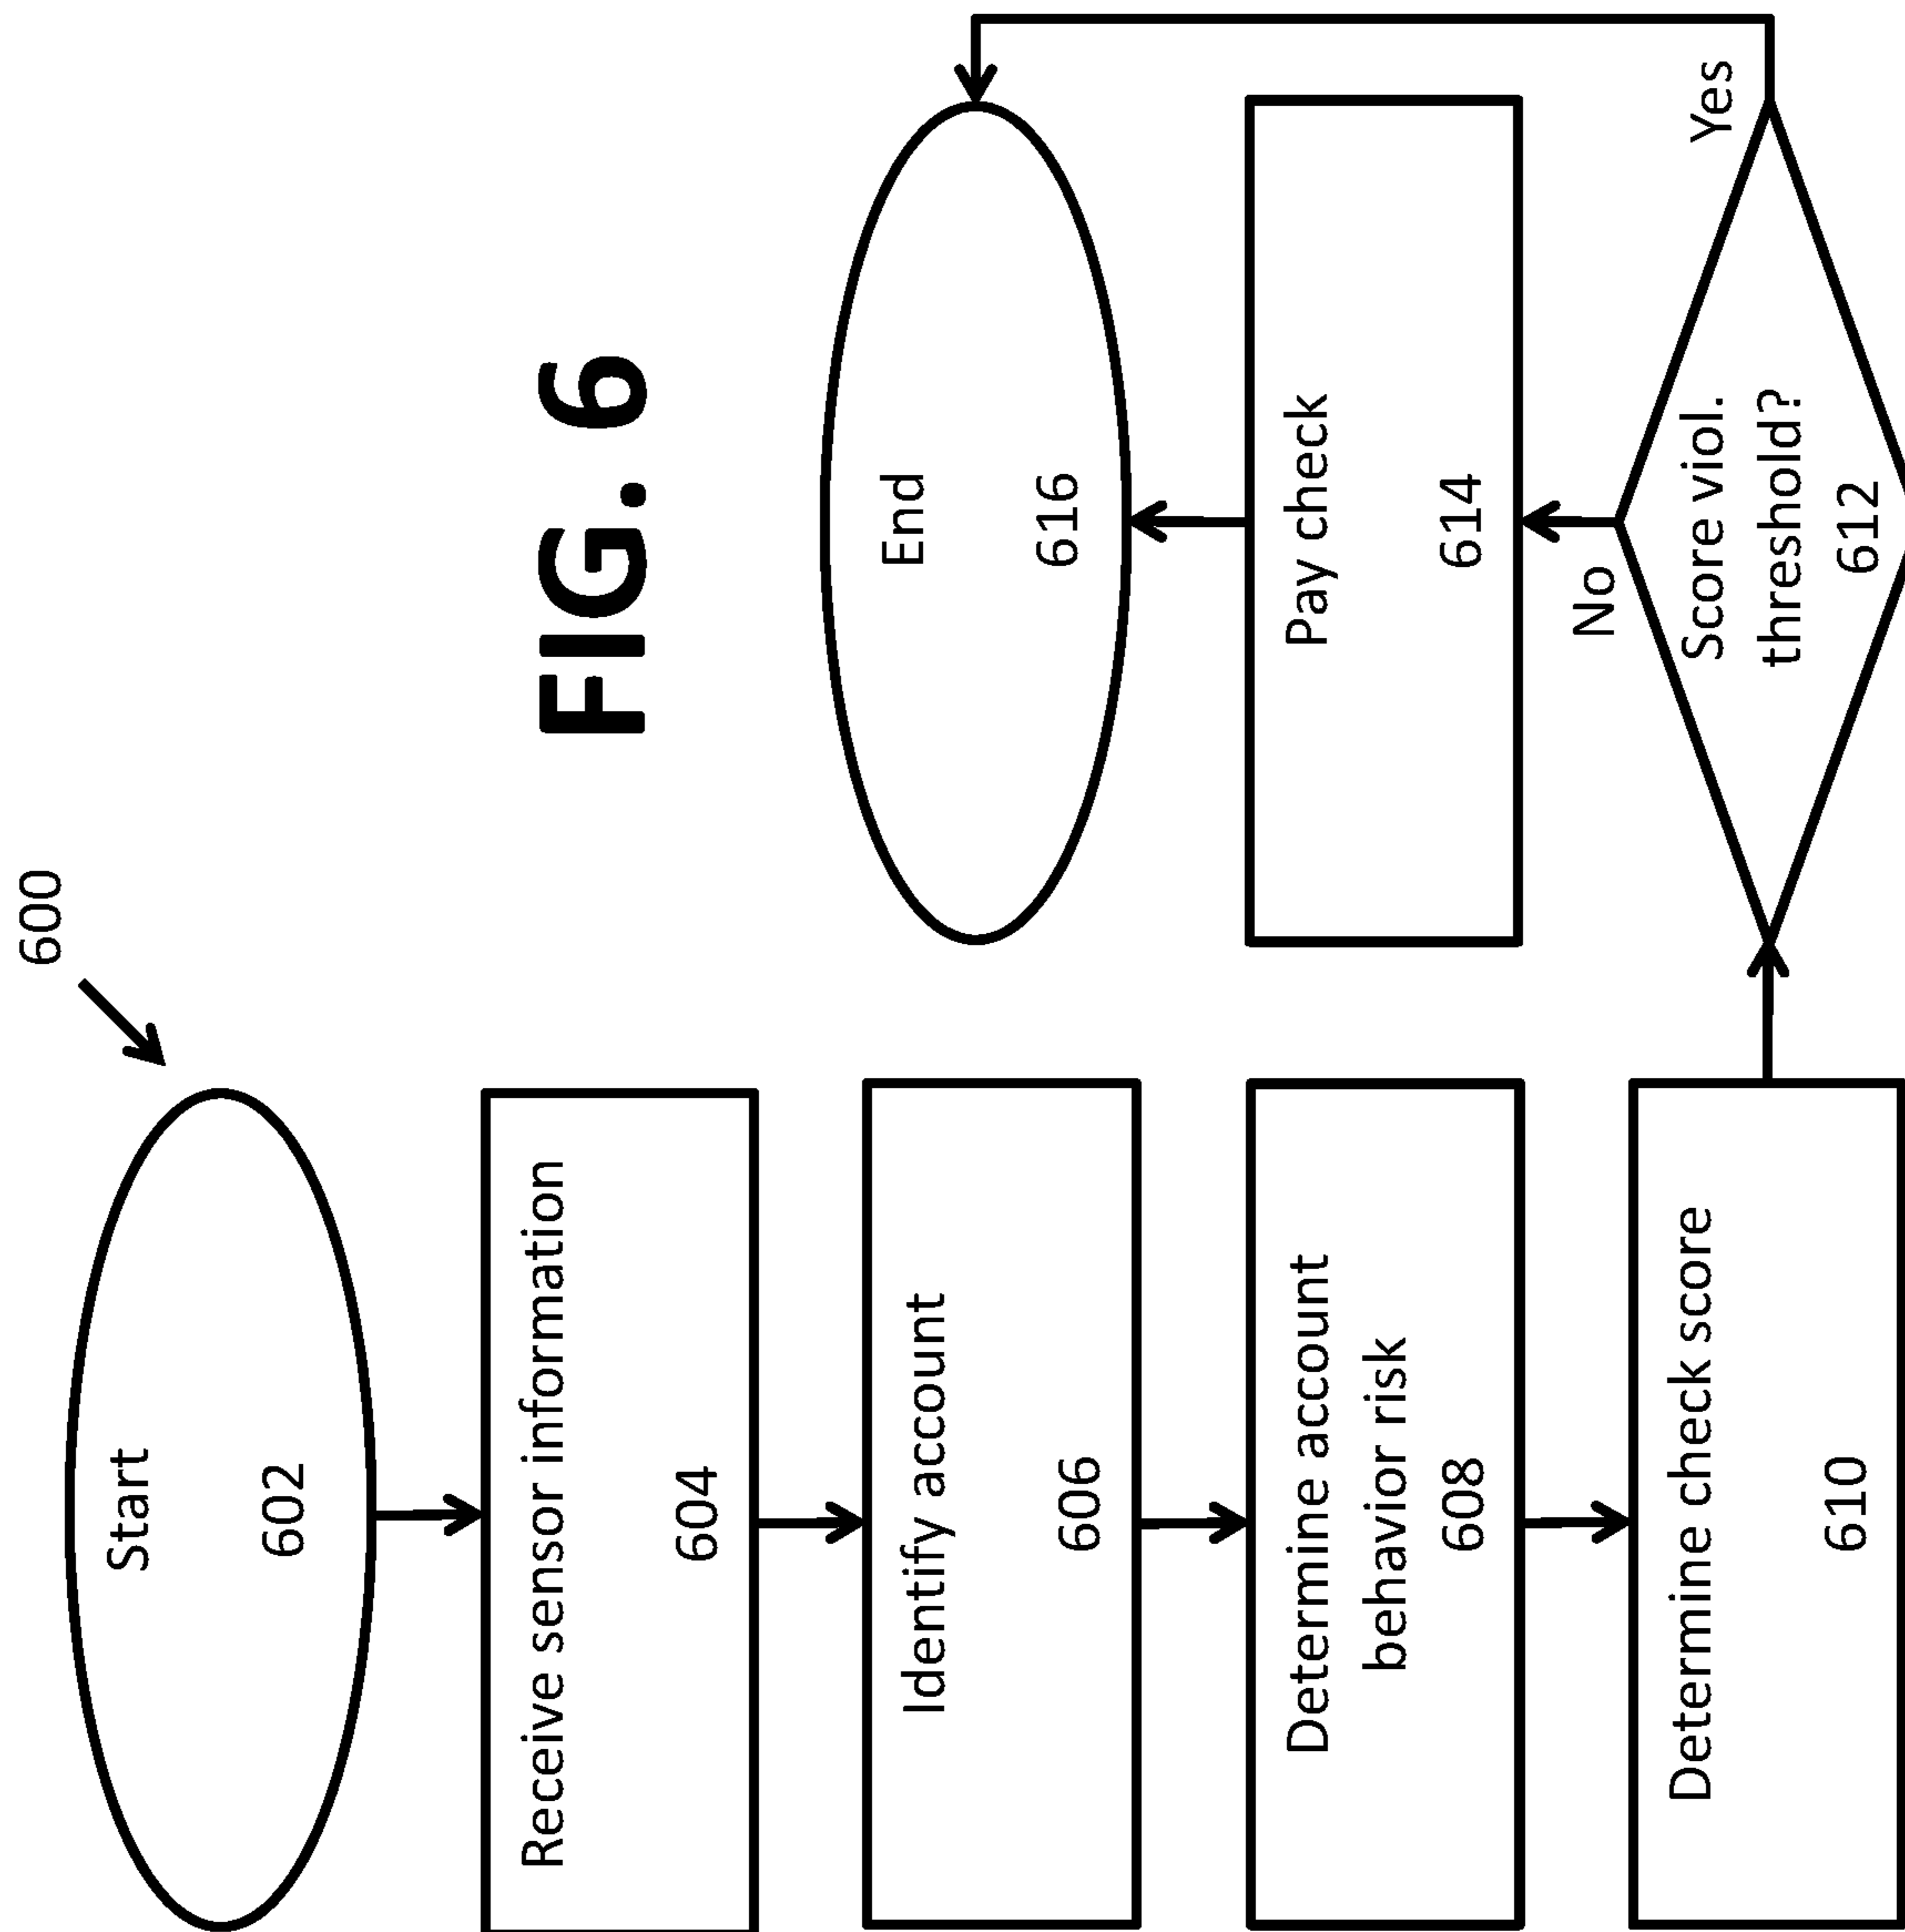 600
Start
602
Receive sensor information
604
Identify account
606
Determine account
behavior risk
608
Determine check score
610
FIG. 6
End
616
Pay check
614
No
Yes
Score viol.
threshold?
612